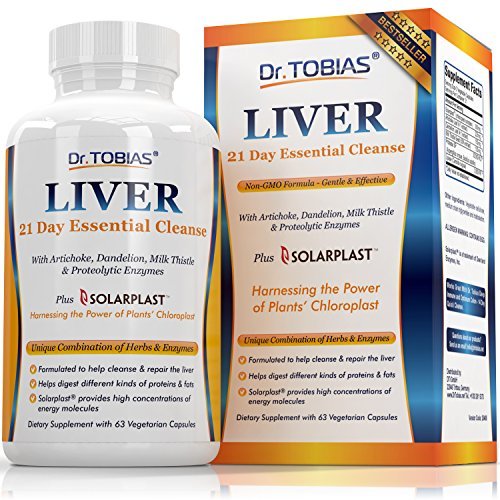 Dr.TOBIAS®
LIVER
21 Day Essential Cleanse
With Artichoke, Dandelion, Milk Thistle
& Proteolytic Enzymes
Plus SOLARPLAST™
Harnessing the Power of Plants' Chloroplast
Unique Combination of Herbs & Enzymes
Formulated to help cleanse & repair the liver
Helps digest different kinds of proteins & fats
Solarplast® provides high concentrations of
energy molecules
Dietary Supplement with 63 Vegetarian Capsules
BESTSELLER
Dr.TOBIAS®
LIVER
21 Day Essential Cleanse
Non-GMO Formula - Gentle & Effective
With Artichoke, Dandelion, Milk Thistle
& Proteolytic Enzymes
Plus SOLARPLAST™
Harnessing the Power
of Plants' Chloroplast
Unique Combination of Herbs & Enzymes
Formulated to help cleanse & repair the liver
Helps digest different kinds of proteins & fats
Solarplast® provides high concentrations of
energy molecules
Dietary Supplement with 63 Vegetarian Capsules
Supplement Facts